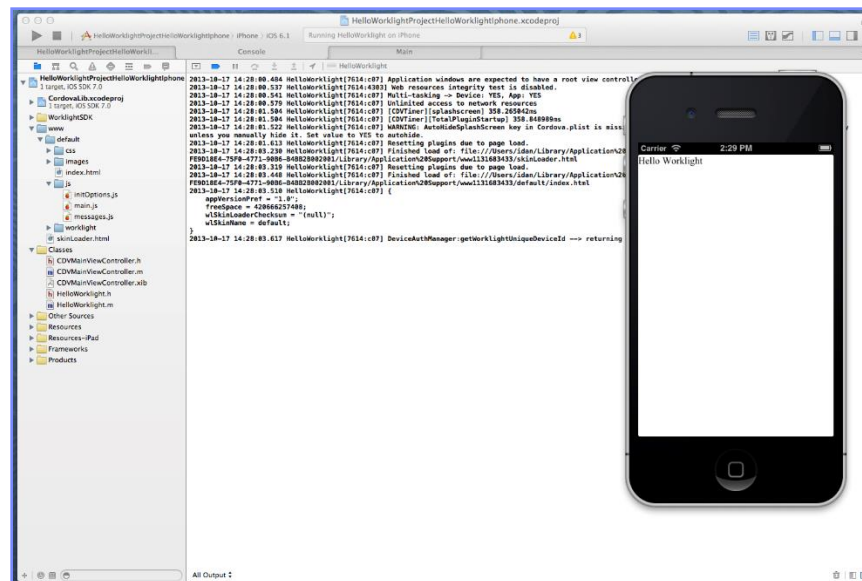 HelloWorklightProjectHelloWorklightIphone.xcodeproj
HelloWorklightProjectHelloWorklightIphone › iPhone › iOS 6.1
Running HelloWorklight on iPhone
3
HelloWorklightProjectHelloWorkli...
Console
Main
HelloWorklight
HelloWorklightProjectHelloWorklightIphone
1 target, iOS SDK 7.0
CordovaLib.xcodeproj
1 target, iOS SDK 7.0
WorklightSDK
www
default
css
images
index.html
js
initOptions.js
main.js
messages.js
worklight
skinLoader.html
Classes
CDVMainViewController.h
CDVMainViewController.m
CDVMainViewController.xib
HelloWorklight.h
HelloWorklight.m
Other Sources
Resources
Resources-iPad
Frameworks
Products
2013-10-17 14:28:00.484 HelloWorklight[7614:c07] Application windows are expected to have a root view controll
2013-10-17 14:28:00.537 HelloWorklight[7614:4303] Web resources integrity test is disabled.
2013-10-17 14:28:00.541 HelloWorklight[7614:c07] Multi-tasking -> Device: YES, App: YES
2013-10-17 14:28:00.579 HelloWorklight[7614:c07] Unlimited access to network resources
2013-10-17 14:28:01.504 HelloWorklight[7614:c07] [CDVTimer][splashscreen] 358.265042ms
2013-10-17 14:28:01.504 HelloWorklight[7614:c07] [CDVTimer][TotalPluginStartup] 358.848989ms
2013-10-17 14:28:01.522 HelloWorklight[7614:c07] WARNING: AutoHideSplashScreen key in Cordova.plist is miss
unless you manually hide it. Set value to YES to autohide.
2013-10-17 14:28:01.613 HelloWorklight[7614:c07] Resetting plugins due to page load.
2013-10-17 14:28:03.230 HelloWorklight[7614:c07] Finished load of: file:///Users/idan/Library/Application%20
FE9D18E4-75F0-4771-90B6-B4BB28002001/Library/Application%20Support/www1131683433/skinLoader.html
2013-10-17 14:28:03.319 HelloWorklight[7614:c07] Resetting plugins due to page load.
2013-10-17 14:28:03.448 HelloWorklight[7614:c07] Finished load of: file:///Users/idan/Library/Application%20
FE9D18E4-75F0-4771-90B6-B4BB28002001/Library/Application%20Support/www1131683433/default/index.html
2013-10-17 14:28:03.510 HelloWorklight[7614:c07] {
appVersionPref = "1.0";
freeSpace = 420666257408;
wlSkinLoaderChecksum = "(null)";
wlSkinName = default;
}
2013-10-17 14:28:03.617 HelloWorklight[7614:c07] DeviceAuthManager:getWorklightUniqueDeviceId --> returning
Carrier
2:29 PM
Hello Worklight
All Output